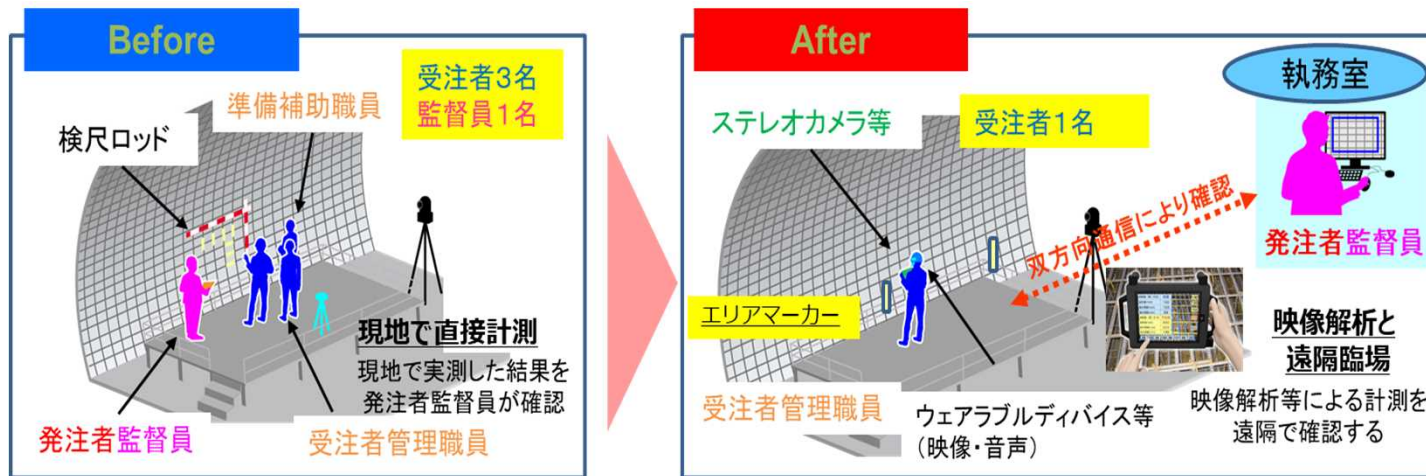 Before
受注者3名
監督員1名
準備補助職員
検尺ロッド
現地で直接計測
現地で実測した結果を
発注者監督員が確認
発注者監督員
受注者管理職員
After
執務室
ステレオカメラ等
受注者1名
双方向通信により確認
発注者監督員
エリアマーカー
映像解析と
遠隔臨場
受注者管理職員
ウェアラブルディバイス等
(映像・音声)
映像解析等による計測を
遠隔で確認する